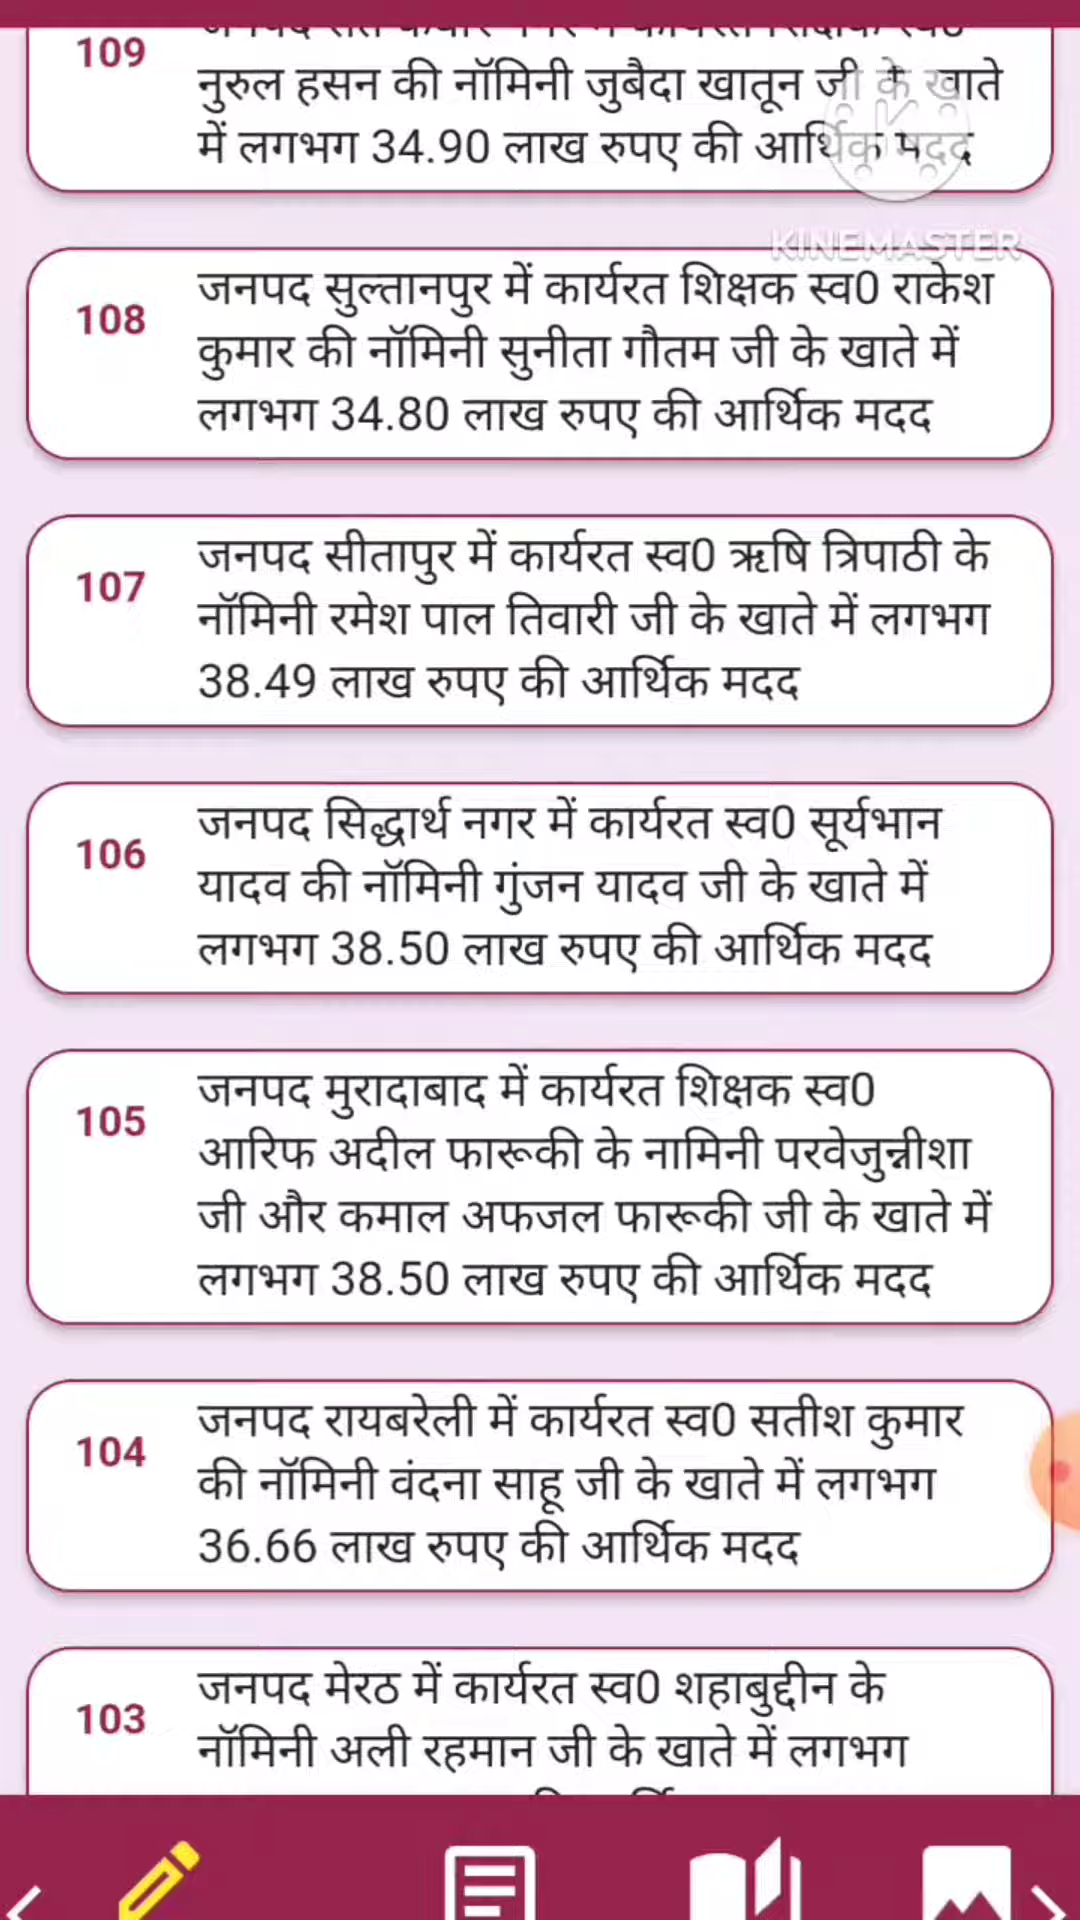 109
नुरुल हसन की नॉमिनी जुबैदा खातून जी के खाते
में लगभग 34.90 लाख रुपए की आर्थिक मदद
KINEMASTER
108
जनपद सुल्तानपुर में कार्यरत शिक्षक स्व0 राकेश
कुमार की नॉमिनी सुनीता गौतम जी के खाते में
लगभग 34.80 लाख रुपए की आर्थिक मदद
107
जनपद सीतापुर में कार्यरत स्व0 ऋषि त्रिपाठी के
नॉमिनी रमेश पाल तिवारी जी के खाते में लगभग
38.49 लाख रुपए की आर्थिक मदद
106
जनपद सिद्धार्थ नगर में कार्यरत स्व0 सूर्यभान
यादव की नॉमिनी गुंजन यादव जी के खाते में
लगभग 38.50 लाख रुपए की आर्थिक मदद
105
जनपद मुरादाबाद में कार्यरत शिक्षक स्व0
आरिफ अदील फारूकी के नामिनी परवेजुन्नीशा
जी और कमाल अफजल फारूकी जी के खाते में
लगभग 38.50 लाख रुपए की आर्थिक मदद
104
जनपद रायबरेली में कार्यरत स्व0 सतीश कुमार
की नॉमिनी वंदना साहू जी के खाते में लगभग
36.66 लाख रुपए की आर्थिक मदद
103
जनपद मेरठ में कार्यरत स्व0 शहाबुद्दीन के
नॉमिनी अली रहमान जी के खाते में लगभग